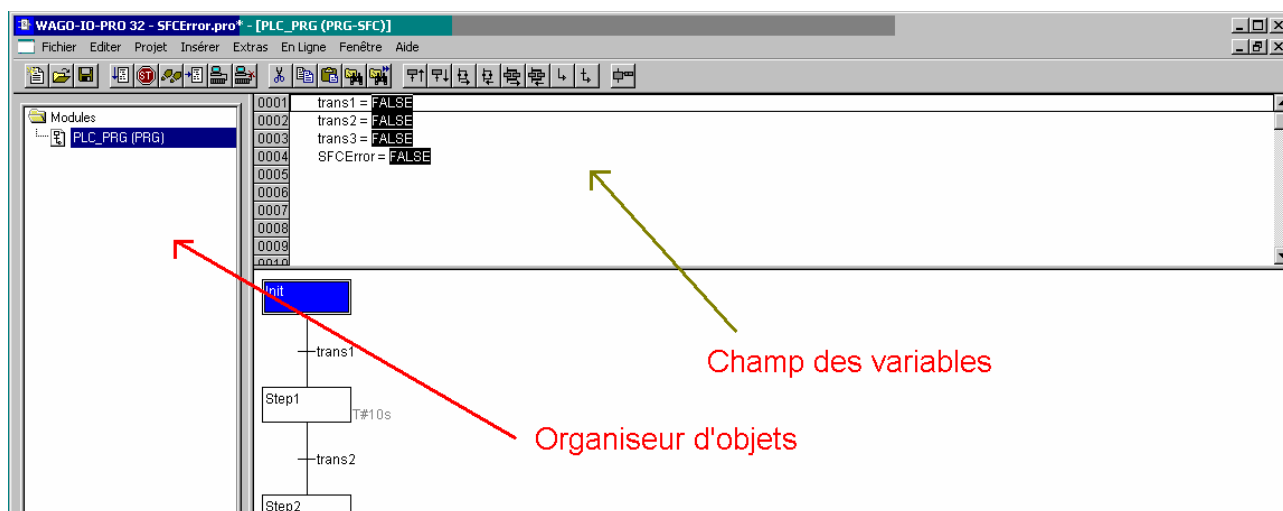 WAGO-IO-PRO 32 - SFCError.pro* - [PLC_PRG (PRG-SFC)]
Fichier Editer Projet Insérer Extras En Ligne Fenêtre Aide
Modules
PLC_PRG (PRG)
0001 trans1 = FALSE
0002 trans2 = FALSE
0003 trans3 = FALSE
0004 SFCError = FALSE
0005
0006
0007
0008
0009
0010
Init
trans1
Champ des variables
Step1
T#10s
Organiseur d'objets
trans2
Step2